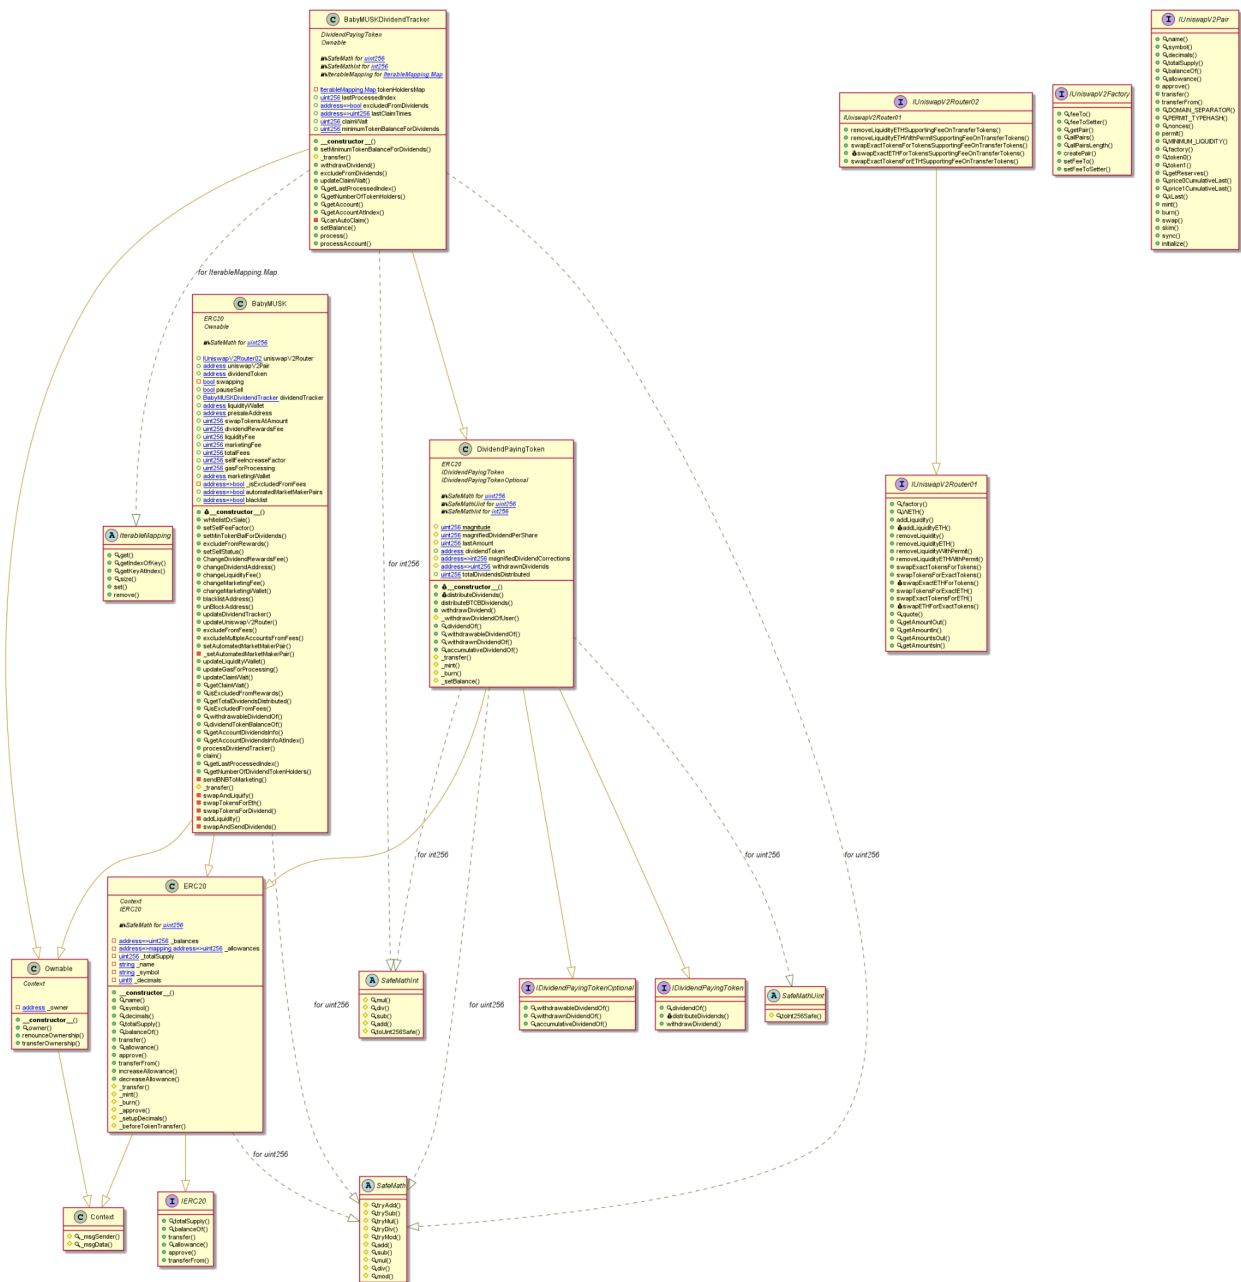 BabyMUSKDividendTracker
DividendPayingToken
Ownable
SafeMath for uint256
SafeMathInt for int256
IterableMapping for IterableMapping.Map
IterableMapping.Map tokenHoldersMap
uint256 lastProcessedIndex
address=>bool excludedFromDividends
address=>uint256 lastClaimTimes
uint256 claimWait
uint256 minimumTokenBalanceForDividends
__constructor__()
setMinimumTokenBalanceForDividends()
_transfer()
withdrawDividend()
excludeFromDividends()
updateClaimWait()
getLastProcessedIndex()
getNumberOfTokenHolders()
getAccount()
getAccountAtIndex()
canAutoClaim()
setBalance()
process()
processAccount()
IUniswapV2Router02
IUniswapV2Router01
removeLiquidityETHSupportingFeeOnTransferTokens()
removeLiquidityETHWithPermitSupportingFeeOnTransferTokens()
swapExactTokensForTokensSupportingFeeOnTransferTokens()
swapExactETHForTokensSupportingFeeOnTransferTokens()
swapExactTokensForETHSupportingFeeOnTransferTokens()
IUniswapV2Factory
feeTo()
feeToSetter()
getPair()
allPairs()
allPairsLength()
createPair()
setFeeTo()
setFeeToSetter()
IUniswapV2Pair
name()
symbol()
decimals()
totalSupply()
balanceOf()
allowance()
approve()
transfer()
transferFrom()
DOMAIN_SEPARATOR()
PERMIT_TYPEHASH()
nonces()
permit()
MINIMUM_LIQUIDITY()
factory()
token0()
token1()
getReserves()
price0CumulativeLast()
price1CumulativeLast()
kLast()
mint()
burn()
swap()
skim()
sync()
initialize()
for IterableMapping.Map
BabyMUSK
ERC20
Ownable
SafeMath for uint256
IUniswapV2Router02 uniswapV2Router
address uniswapV2Pair
address dividendToken
bool swapping
bool pauseSell
BabyMUSKDividendTracker dividendTracker
address liquidityWallet
address presaleAddress
uint256 swapTokensAtAmount
uint256 dividendRewardsFee
uint256 liquidityFee
uint256 marketingFee
uint256 totalFees
uint256 sellFeeIncreaseFactor
uint256 gasForProcessing
address marketingWallet
address=>bool _isExcludedFromFees
address=>bool automatedMarketMakerPairs
address=>bool blacklist
__constructor__()
whitelistDxSale()
setSellFeeFactor()
setMinTokenBalForDividends()
excludeFromRewards()
setSellStatus()
ChangeDividendRewardsFee()
changeDividendAddress()
changeLiquidityFee()
changeMarketingFee()
changeMarketingWallet()
blacklistAddress()
unBlockAddress()
updateDividendTracker()
updateUniswapV2Router()
excludeFromFees()
excludeMultipleAccountsFromFees()
setAutomatedMarketMakerPair()
_setAutomatedMarketMakerPair()
updateLiquidityWallet()
updateGasForProcessing()
updateClaimWait()
getClaimWait()
isExcludedFromRewards()
getTotalDividendsDistributed()
isExcludedFromFees()
withdrawableDividendOf()
dividendTokenBalanceOf()
getAccountDividendsInfo()
getAccountDividendsInfoAtIndex()
processDividendTracker()
claim()
getLastProcessedIndex()
getNumberOfDividendTokenHolders()
sendBNBToMarketing()
_transfer()
swapAndLiquify()
swapTokensForEth()
swapTokensForDividend()
addLiquidity()
swapAndSendDividends()
DividendPayingToken
ERC20
IDividendPayingToken
IDividendPayingTokenOptional
SafeMath for uint256
SafeMathUint for uint256
SafeMathInt for int256
uint256 magnitude
uint256 magnifiedDividendPerShare
uint256 lastAmount
address dividendToken
address=>int256 magnifiedDividendCorrections
address=>uint256 withdrawnDividends
uint256 totalDividendsDistributed
__constructor__()
distributeDividends()
distributeBTCBDividends()
withdrawDividend()
_withdrawDividendOfUser()
dividendOf()
withdrawableDividendOf()
withdrawnDividendOf()
accumulativeDividendOf()
_transfer()
_mint()
_burn()
_setBalance()
IUniswapV2Router01
factory()
WETH()
addLiquidity()
addLiquidityETH()
removeLiquidity()
removeLiquidityETH()
removeLiquidityWithPermit()
removeLiquidityETHWithPermit()
swapExactTokensForTokens()
swapTokensForExactTokens()
swapExactETHForTokens()
swapTokensForExactETH()
swapExactTokensForETH()
swapETHForExactTokens()
quote()
getAmountOut()
getAmountIn()
getAmountsOut()
getAmountsIn()
IterableMapping
get()
getIndexOfKey()
getKeyAtIndex()
size()
set()
remove()
for int256
for int256
for uint256
for uint256
ERC20
Context
IERC20
SafeMath for uint256
address=>uint256 _balances
address=>mapping address=>uint256 _allowances
uint256 _totalSupply
string _name
string _symbol
uint8 _decimals
__constructor__()
name()
symbol()
decimals()
totalSupply()
balanceOf()
transfer()
allowance()
approve()
transferFrom()
increaseAllowance()
decreaseAllowance()
_transfer()
_mint()
_burn()
_approve()
_setupDecimals()
_beforeTokenTransfer()
Ownable
Context
address _owner
__constructor__()
owner()
renounceOwnership()
transferOwnership()
for uint256
for uint256
SafeMathInt
mul()
div()
sub()
add()
toUint256Safe()
IDividendPayingTokenOptional
withdrawableDividendOf()
withdrawnDividendOf()
accumulativeDividendOf()
IDividendPayingToken
dividendOf()
distributeDividends()
withdrawDividend()
SafeMathUint
toInt256Safe()
for uint256
Context
_msgSender()
_msgData()
IERC20
totalSupply()
balanceOf()
transfer()
allowance()
approve()
transferFrom()
SafeMath
tryAdd()
trySub()
tryMul()
tryDiv()
tryMod()
add()
sub()
mul()
div()
mod()